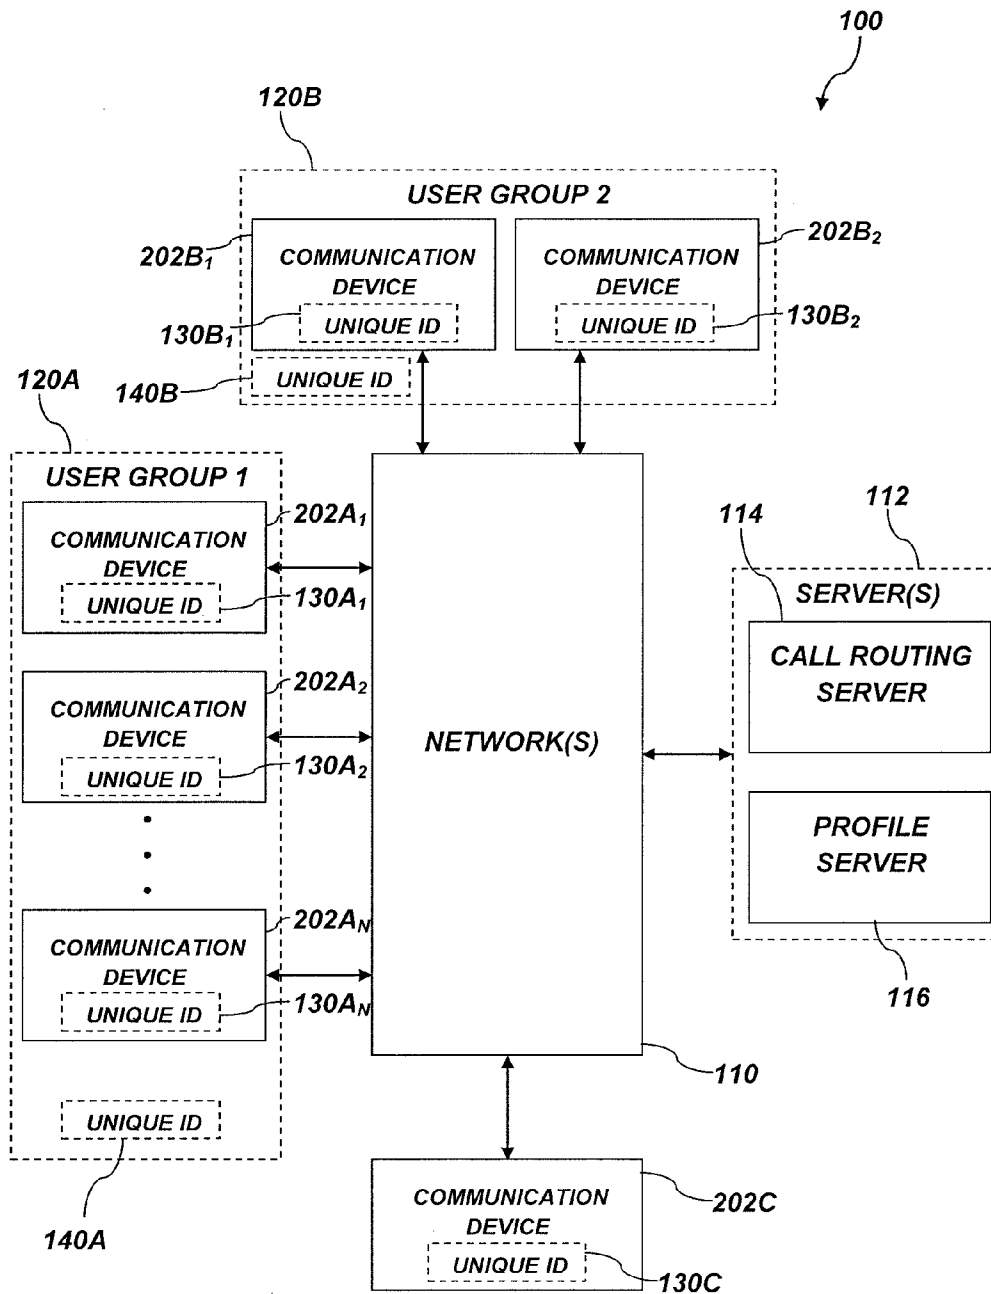 100
120B
USER GROUP 2
202B₁
COMMUNICATION
DEVICE
130B₁
UNIQUE ID
COMMUNICATION
DEVICE
UNIQUE ID
202B₂
130B₂
140B
UNIQUE ID
120A
USER GROUP 1
COMMUNICATION
DEVICE
UNIQUE ID
202A₁
130A₁
COMMUNICATION
DEVICE
UNIQUE ID
202A₂
130A₂
COMMUNICATION
DEVICE
UNIQUE ID
202Aₙ
130Aₙ
UNIQUE ID
140A
NETWORK(S)
110
112
114
SERVER(S)
CALL ROUTING
SERVER
PROFILE
SERVER
116
COMMUNICATION
DEVICE
UNIQUE ID
202C
130C